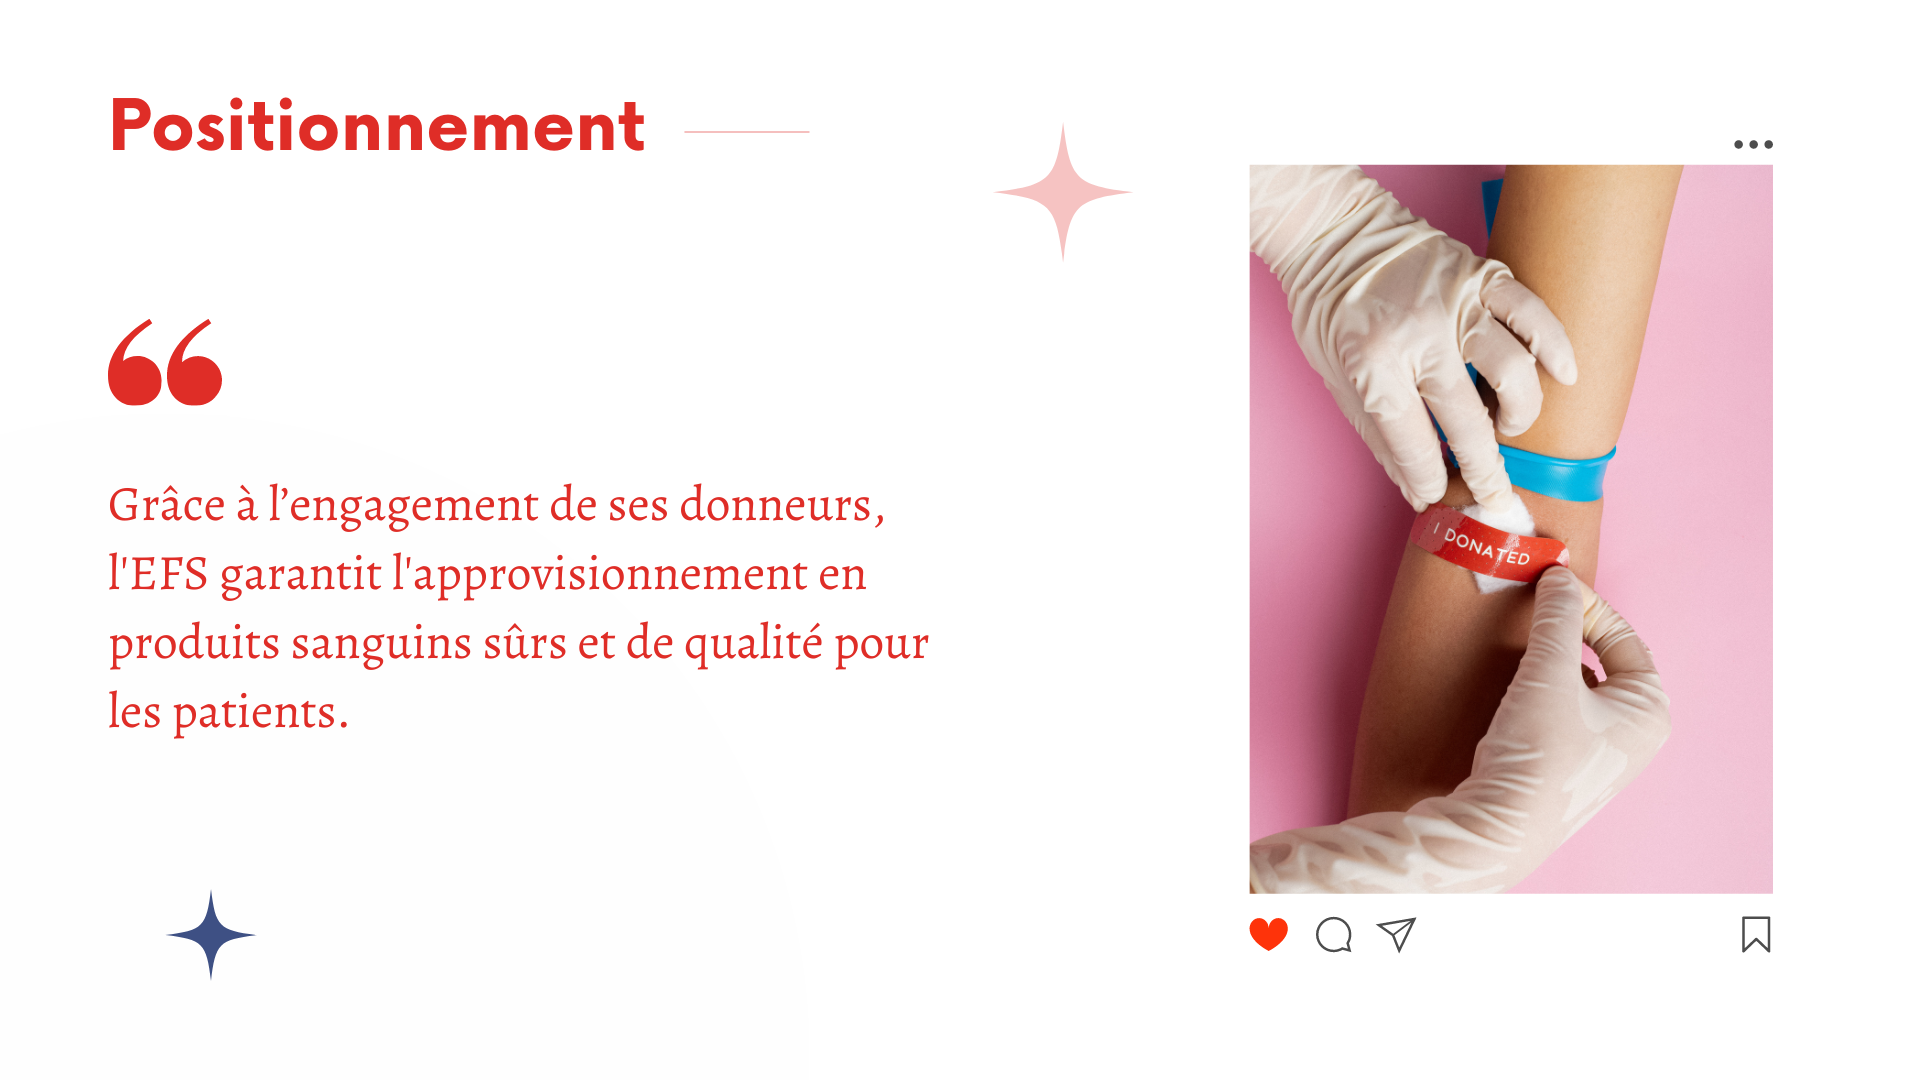 Positionnement
Grâce à l’engagement de ses donneurs,
l'EFS garantit l'approvisionnement en
produits sanguins sûrs et de qualité pour
les patients.
I DONATED